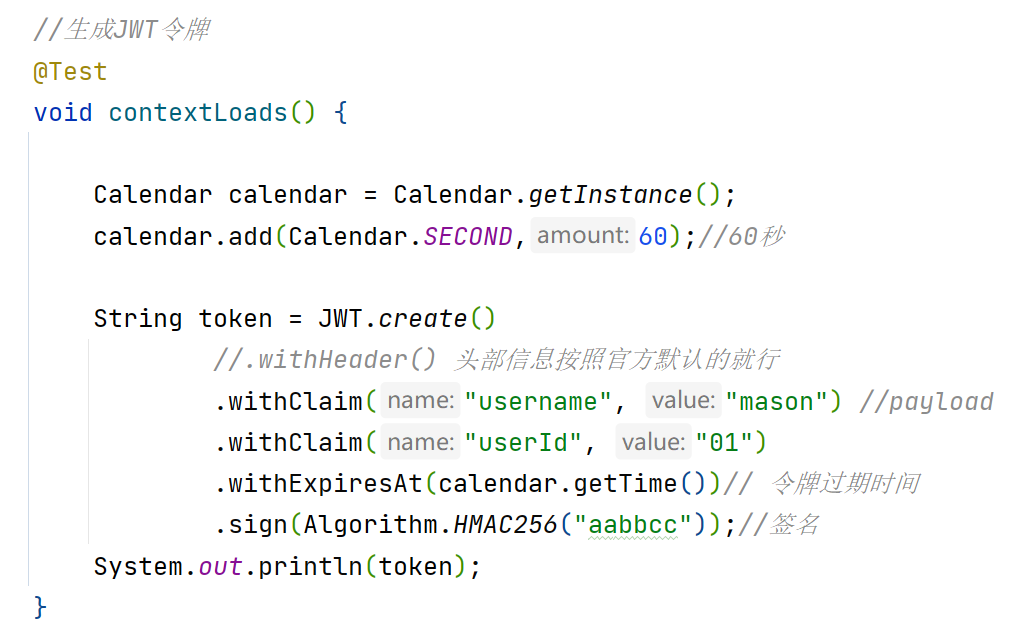 //生成JWT令牌
@Test
void contextLoads() {
Calendar calendar = Calendar.getInstance();
calendar.add(Calendar.SECOND, amount: 60);//60秒
String token = JWT.create()
//.withHeader() 头部信息按照官方默认的就行
.withClaim( name: "username", value: "mason") //payload
.withClaim( name: "userId", value: "01")
.withExpiresAt(calendar.getTime())// 令牌过期时间
.sign(Algorithm.HMAC256("aabbcc"));//签名
System.out.println(token);
}